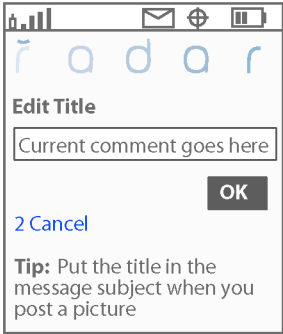 řadar
Edit Title
Current comment goes here
OK
2 Cancel
Tip: Put the title in the
message subject when you
post a picture